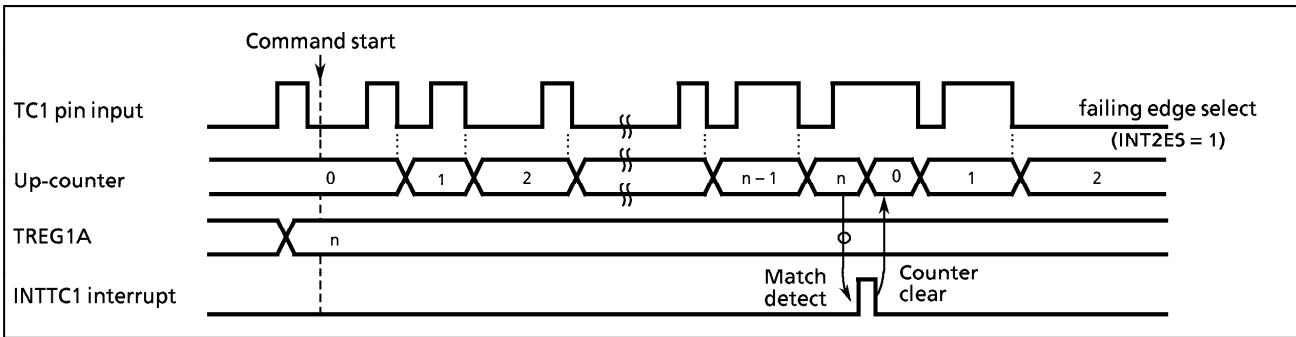 Command start
TC1 pin input
failing edge select
(INT2ES = 1)
Up-counter
0 1 2 n – 1 n 0 1 2
TREG1A
n
Match
detect
Counter
clear
INTTC1 interrupt